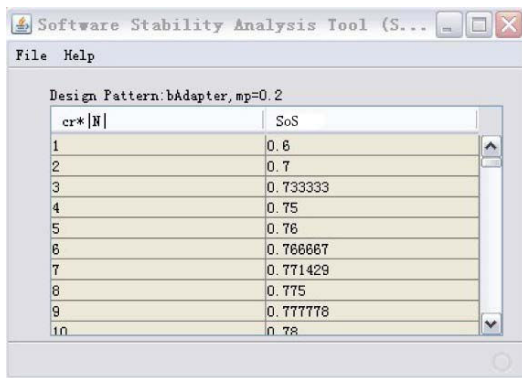 Software Stability Analysis Tool (S...
File Help
Design Pattern:bAdapter,mp=0.2
cr*|N| SoS
1 0.6
2 0.7
3 0.733333
4 0.75
5 0.76
6 0.766667
7 0.771429
8 0.775
9 0.777778
10 0.78